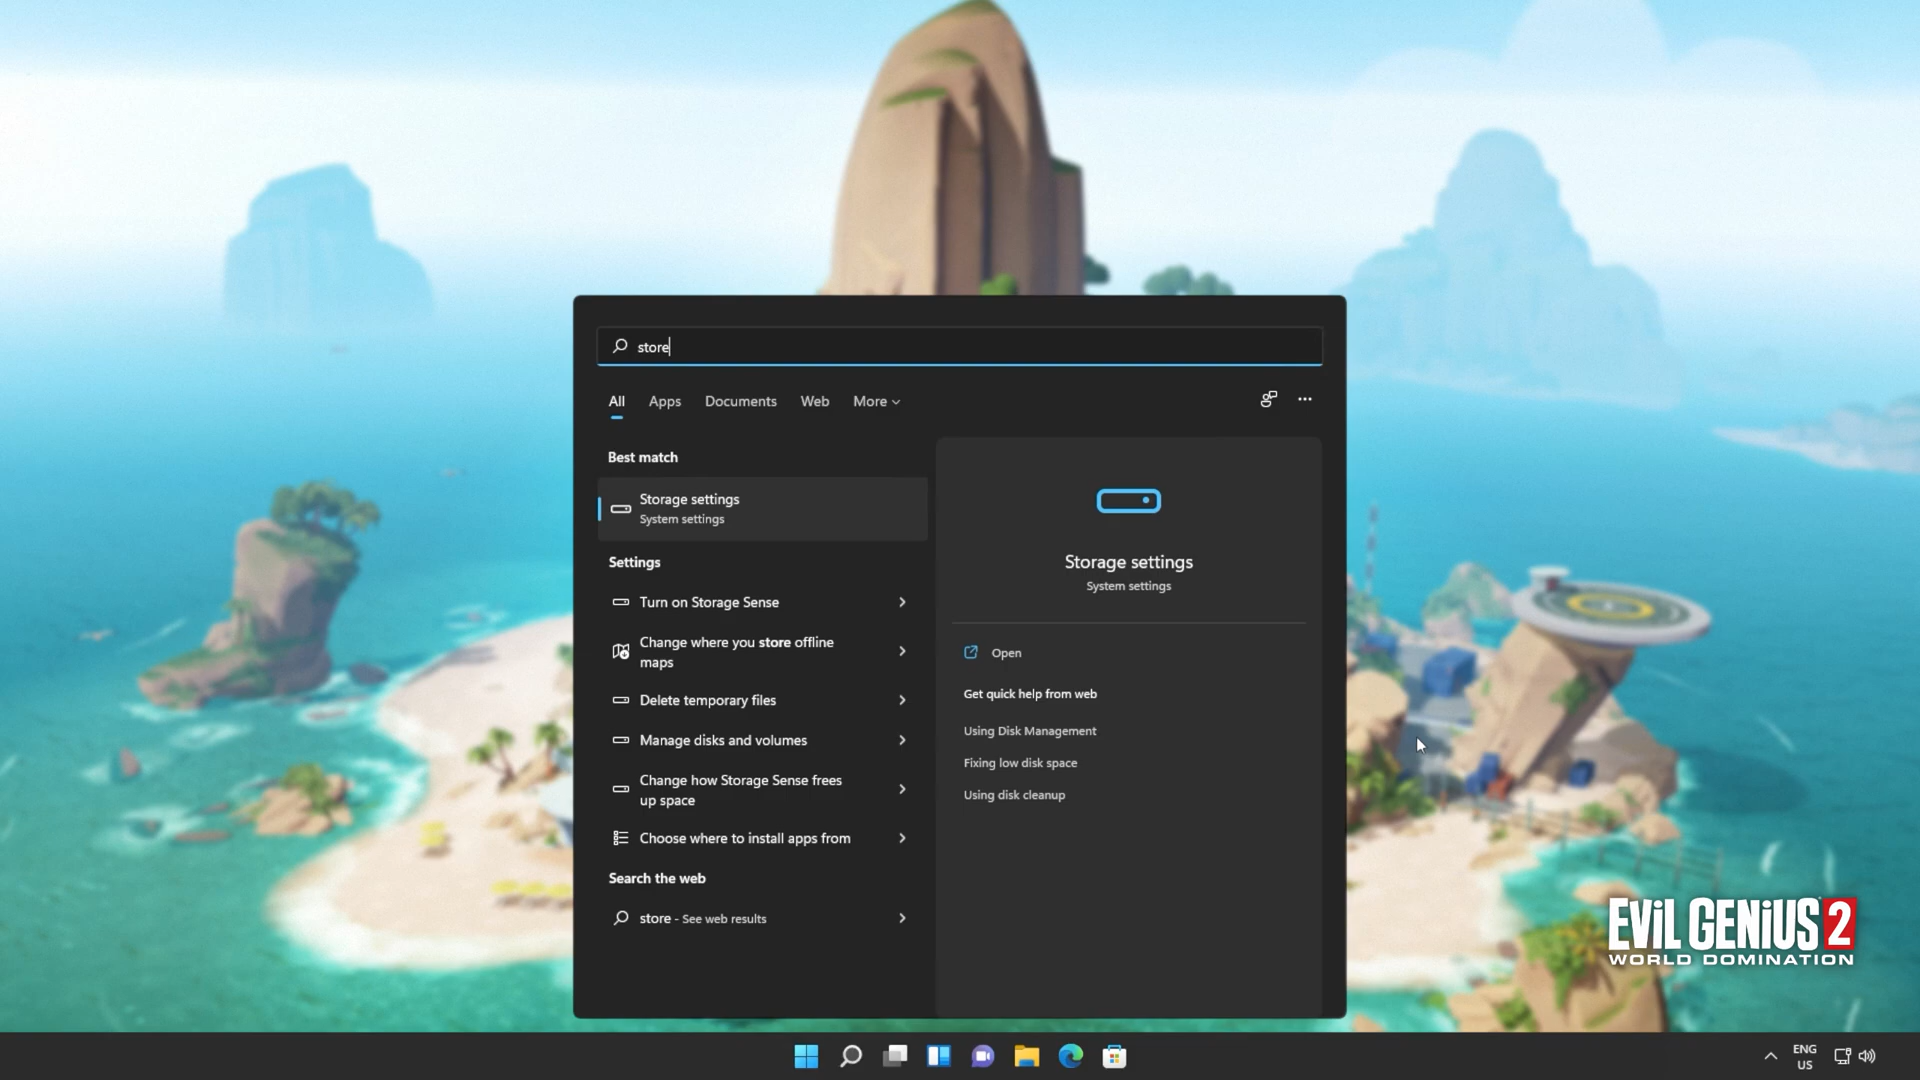 store
All Apps Documents Web More
Best match
Storage settings
System settings
Settings
Turn on Storage Sense
Change where you store offline
maps
Delete temporary files
Manage disks and volumes
Change how Storage Sense frees
up space
Choose where to install apps from
Search the web
store - See web results
Storage settings
System settings
Open
Get quick help from web
Using Disk Management
Fixing low disk space
Using disk cleanup
EViL GENiUS 2
WORLD DOMINATION
ENG
US